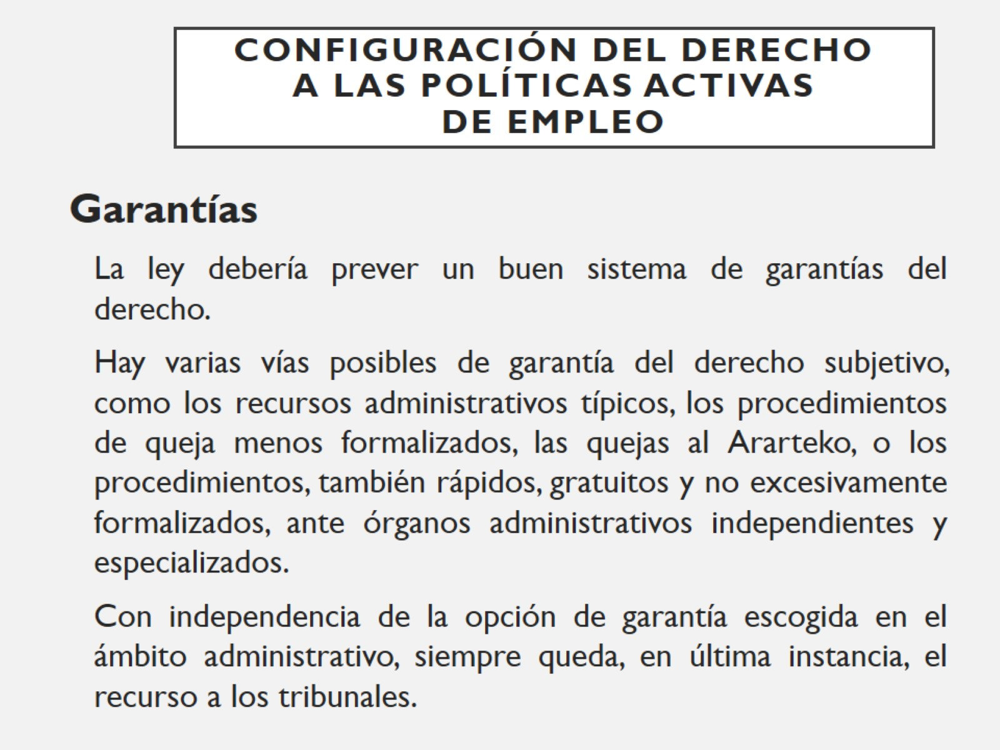 CONFIGURACIÓN DEL DERECHO
A LAS POLÍTICAS ACTIVAS
DE EMPLEO
Garantías
La ley debería prever un buen sistema de garantías del
derecho.
Hay varias vías posibles de garantía del derecho subjetivo,
como los recursos administrativos típicos, los procedimientos
de queja menos formalizados, las quejas al Ararteko, o los
procedimientos, también rápidos, gratuitos y no excesivamente
formalizados, ante órganos administrativos independientes y
especializados.
Con independencia de la opción de garantía escogida en el
ámbito administrativo, siempre queda, en última instancia, el
recurso a los tribunales.